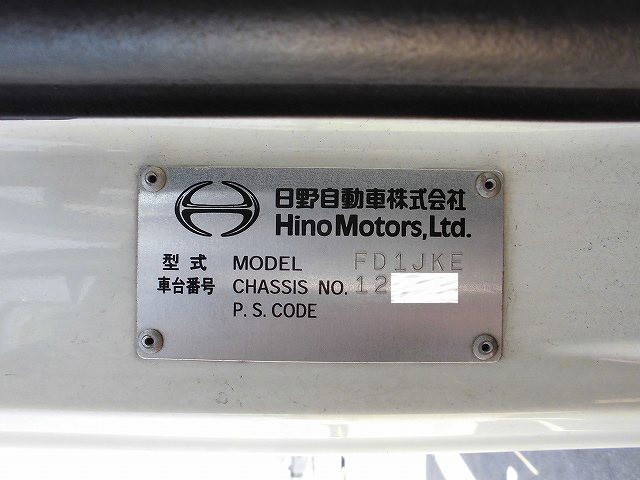 日野自動車株式会社
Hino Motors, Ltd.
型式 MODEL FD1JKE
車台番号 CHASSIS NO. 12
P.S.CODE